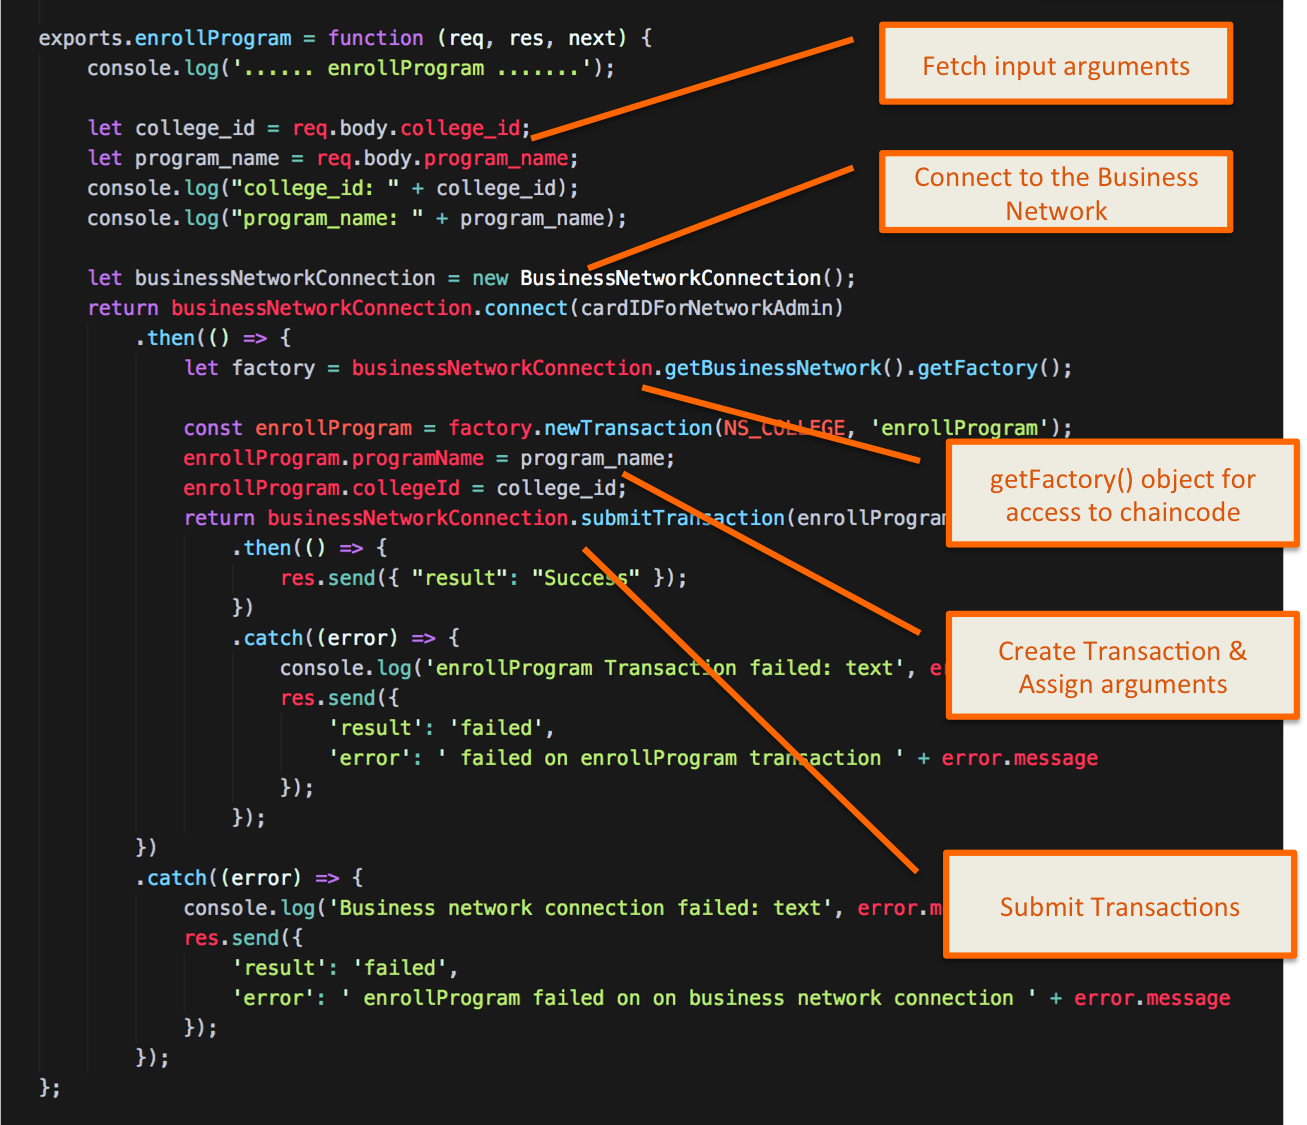 exports.enrollProgram = function (req, res, next) {
console.log('...... enrollProgram .......');
Fetch input arguments
let college_id = req.body.college_id;
let program_name = req.body.program_name;
console.log("college_id: " + college_id);
console.log("program_name: " + program_name);
Connect to the Business
Network
let businessNetworkConnection = new BusinessNetworkConnection();
return businessNetworkConnection.connect(cardIDForNetworkAdmin)
.then(() => {
let factory = businessNetworkConnection.getBusinessNetwork().getFactory();
const enrollProgram = factory.newTransaction(NS_COLLEGE, 'enrollProgram');
enrollProgram.programName = program_name;
enrollProgram.collegeId = college_id;
getFactory() object for
access to chaincode
return businessNetworkConnection.submitTransaction(enrollProgram
.then(() => {
res.send({ "result": "Success" });
})
.catch((error) => {
console.log('enrollProgram Transaction failed: text',
res.send({
'result': 'failed',
'error': ' failed on enrollProgram transaction ' + error.message
});
});
Create Transaction &
Assign arguments
})
.catch((error) => {
console.log('Business network connection failed: text', error.m
res.send({
'result': 'failed',
'error': ' enrollProgram failed on on business network connection ' + error.message
});
});
};
Submit Transactions